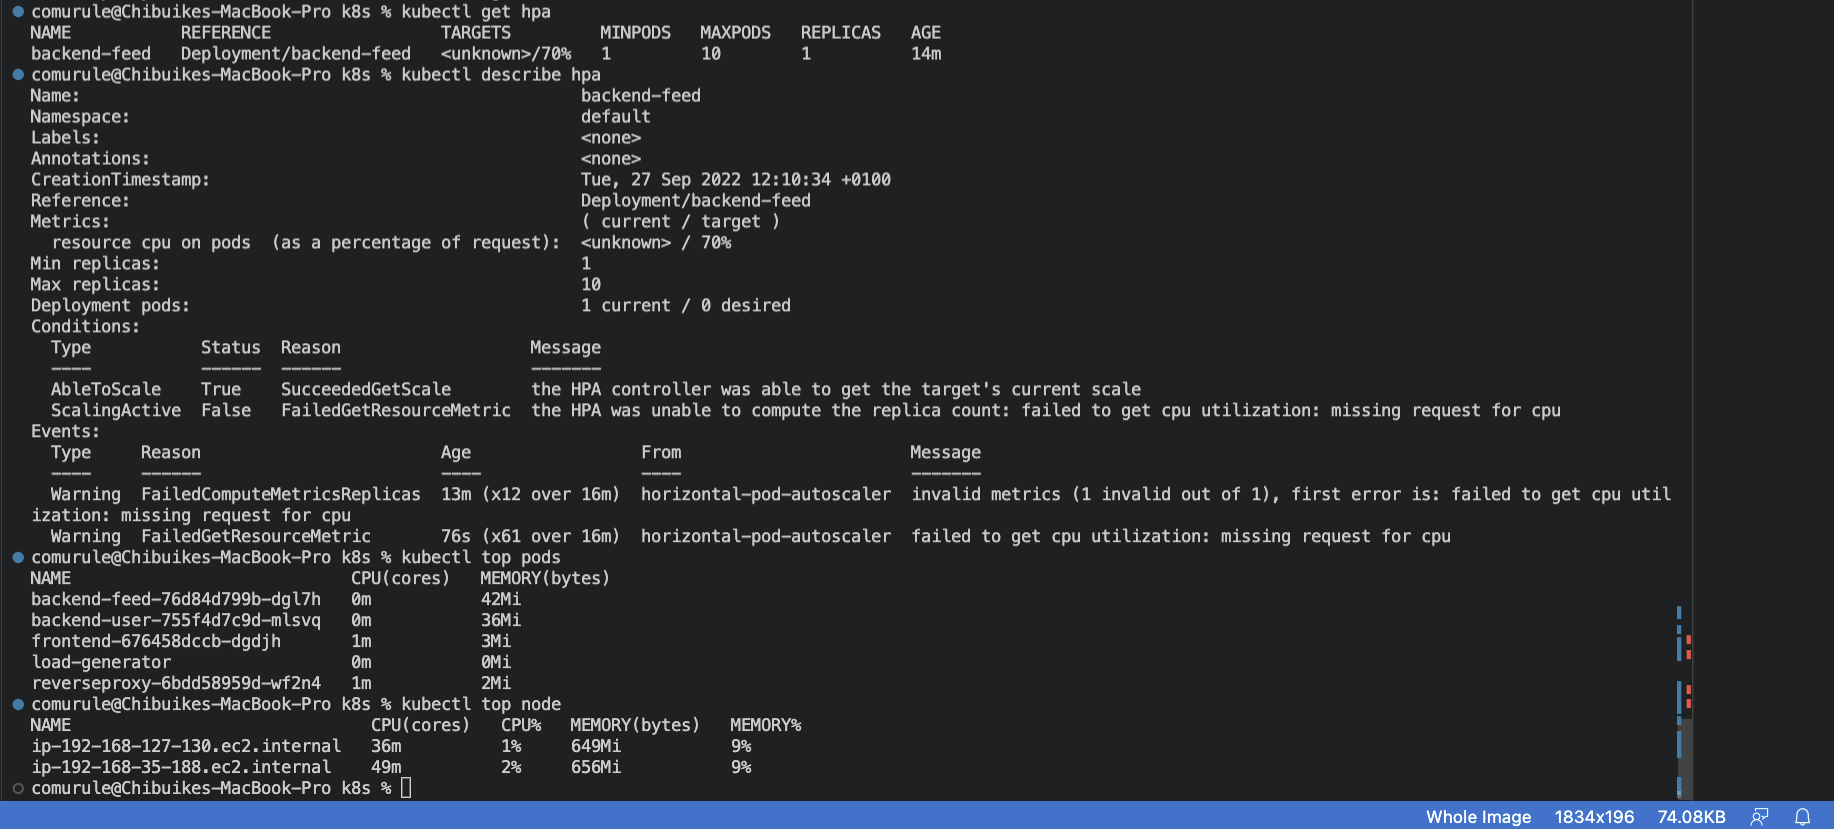 comurule@Chibuikes-MacBook-Pro k8s % kubectl get hpa
NAME           REFERENCE                 TARGETS         MINPODS   MAXPODS   REPLICAS   AGE
backend-feed   Deployment/backend-feed   <unknown>/70%   1         10        1          14m
comurule@Chibuikes-MacBook-Pro k8s % kubectl describe hpa
Name:                                                  backend-feed
Namespace:                                             default
Labels:                                                <none>
Annotations:                                           <none>
CreationTimestamp:                                     Tue, 27 Sep 2022 12:10:34 +0100
Reference:                                             Deployment/backend-feed
Metrics:                                               ( current / target )
  resource cpu on pods  (as a percentage of request):  <unknown> / 70%
Min replicas:                                          1
Max replicas:                                          10
Deployment pods:                                       1 current / 0 desired
Conditions:
  Type           Status  Reason                   Message
  ----           ------  ------                   -------
  AbleToScale    True    SucceededGetScale        the HPA controller was able to get the target's current scale
  ScalingActive  False   FailedGetResourceMetric  the HPA was unable to compute the replica count: failed to get cpu utilization: missing request for cpu
Events:
  Type     Reason                        Age                 From                       Message
  ----     ------                        ----                ----                       -------
  Warning  FailedComputeMetricsReplicas  13m (x12 over 16m)  horizontal-pod-autoscaler  invalid metrics (1 invalid out of 1), first error is: failed to get cpu util
ization: missing request for cpu
  Warning  FailedGetResourceMetric       76s (x61 over 16m)  horizontal-pod-autoscaler  failed to get cpu utilization: missing request for cpu
comurule@Chibuikes-MacBook-Pro k8s % kubectl top pods
NAME                            CPU(cores)   MEMORY(bytes)
backend-feed-76d84d799b-dgl7h   0m           42Mi
backend-user-755f4d7c9d-mlsvq   0m           36Mi
frontend-676458dccb-dgdjh       1m           3Mi
load-generator                  0m           0Mi
reverseproxy-6bdd58959d-wf2n4   1m           2Mi
comurule@Chibuikes-MacBook-Pro k8s % kubectl top node
NAME                              CPU(cores)   CPU%   MEMORY(bytes)   MEMORY%
ip-192-168-127-130.ec2.internal   36m          1%     649Mi           9%
ip-192-168-35-188.ec2.internal    49m          2%     656Mi           9%
comurule@Chibuikes-MacBook-Pro k8s %
Whole Image 1834x196 74.08KB